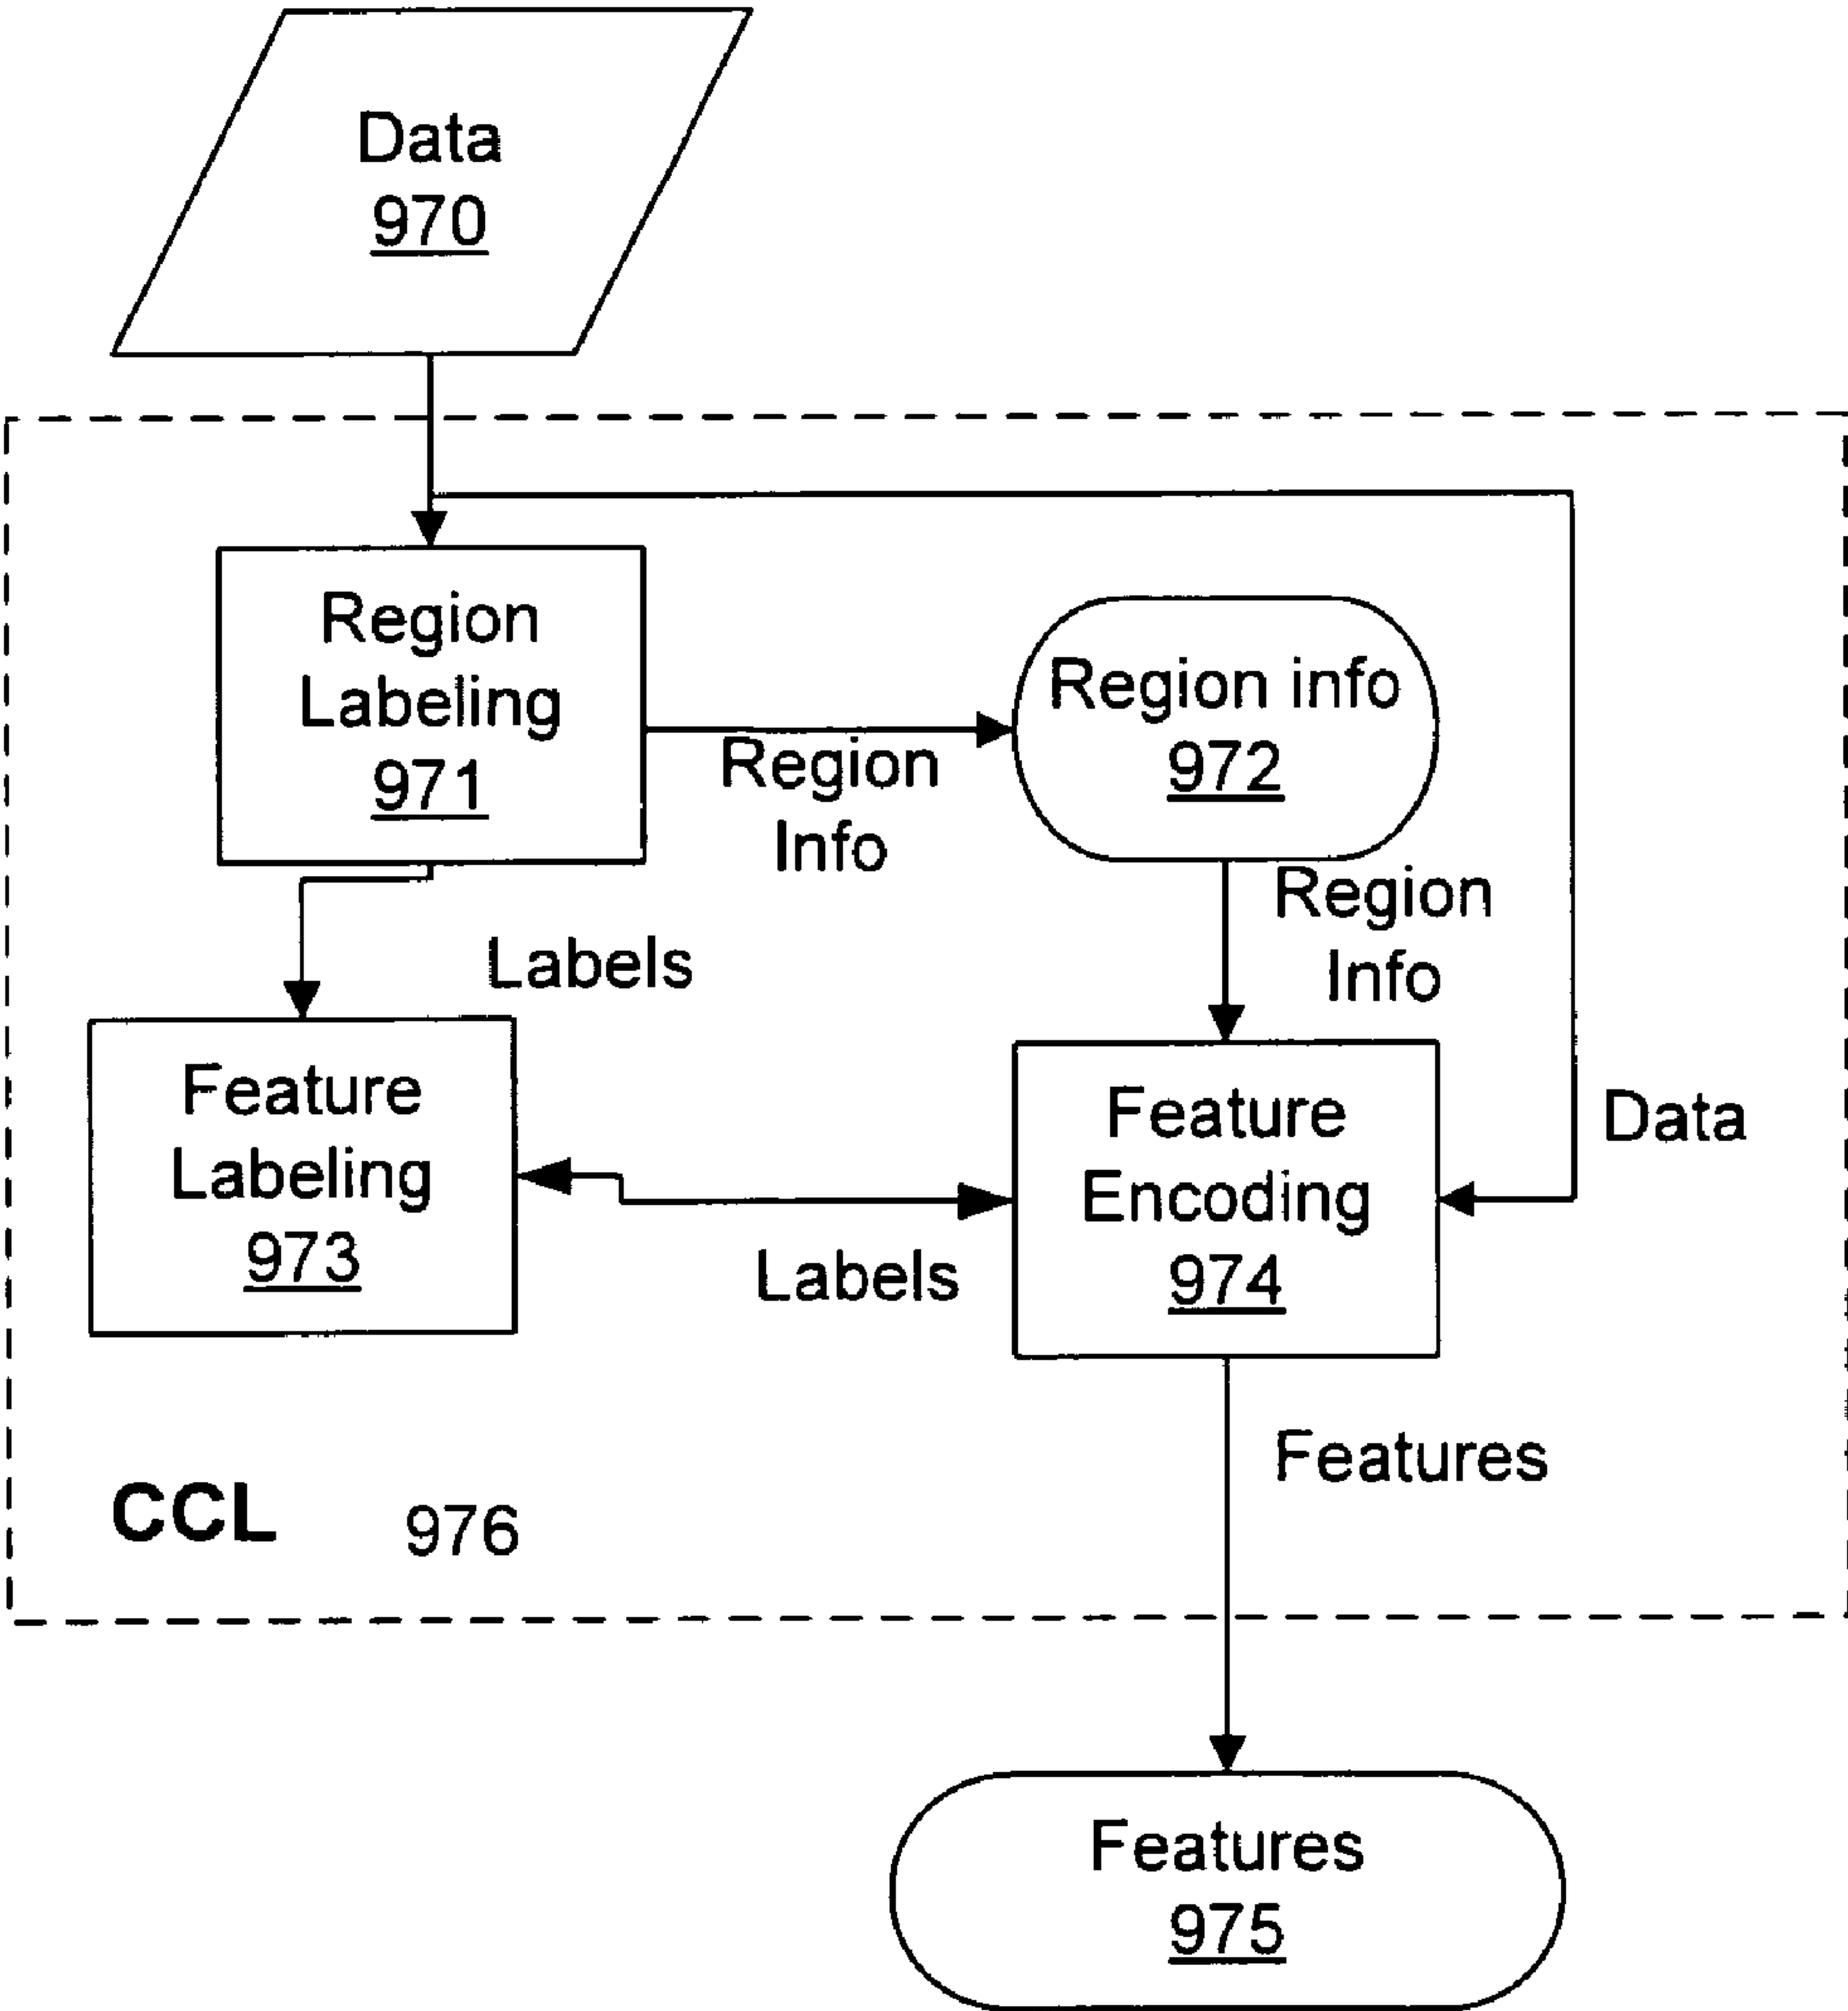 Data
970
Region
Labeling
971
Region
Info
Region info
972
Region
Info
Labels
Feature
Labeling
973
Labels
Feature
Encoding
974
Data
Features
CCL 976
Features
975